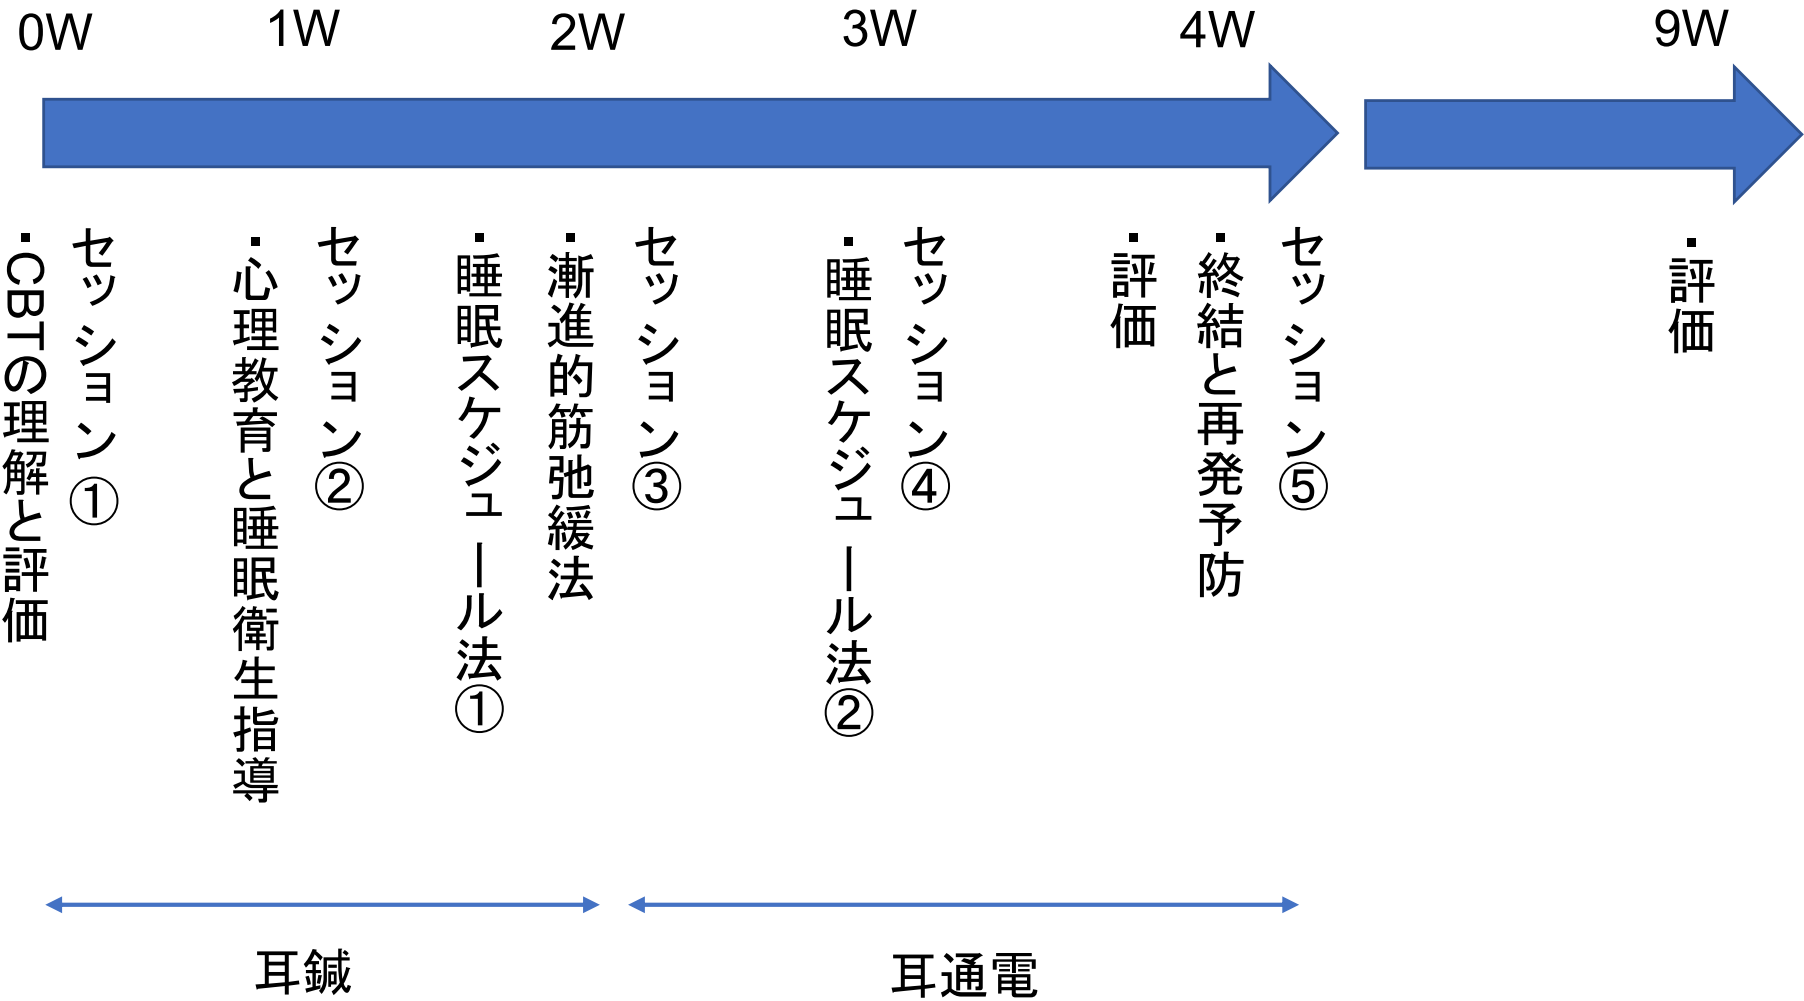 0W
1W
2W
3W
4W
9W
セッション①
・CBTの理解と評価
セッション②
・心理教育と睡眠衛生指導
セッション③
・漸進的筋弛緩法
・睡眠スケジュール法①
セッション④
・睡眠スケジュール法②
セッション⑤
・終結と再発予防
・評価
・評価
耳鍼
耳通電